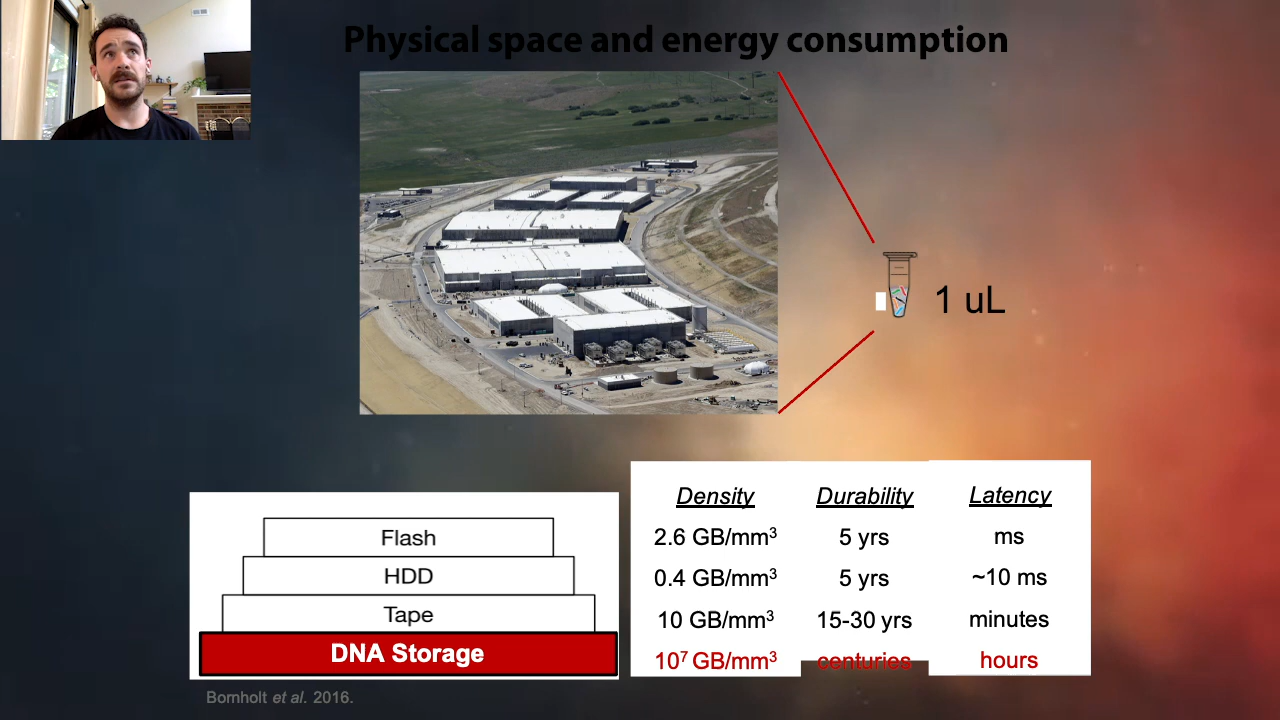 Physical space and energy consumption
1 uL
Flash
HDD
Tape
DNA Storage
Density Durability Latency
2.6 GB/mm³ 5 yrs ms
0.4 GB/mm³ 5 yrs ~10 ms
10 GB/mm³ 15-30 yrs minutes
10⁷ GB/mm³ centuries hours
Bornholt et al. 2016.